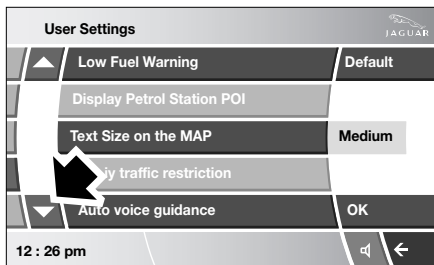 User Settings
JAGUAR
Low Fuel Warning Default
Display Petrol Station POI
Text Size on the MAP Medium
traffic restriction
Auto voice guidance OK
12 : 26 pm